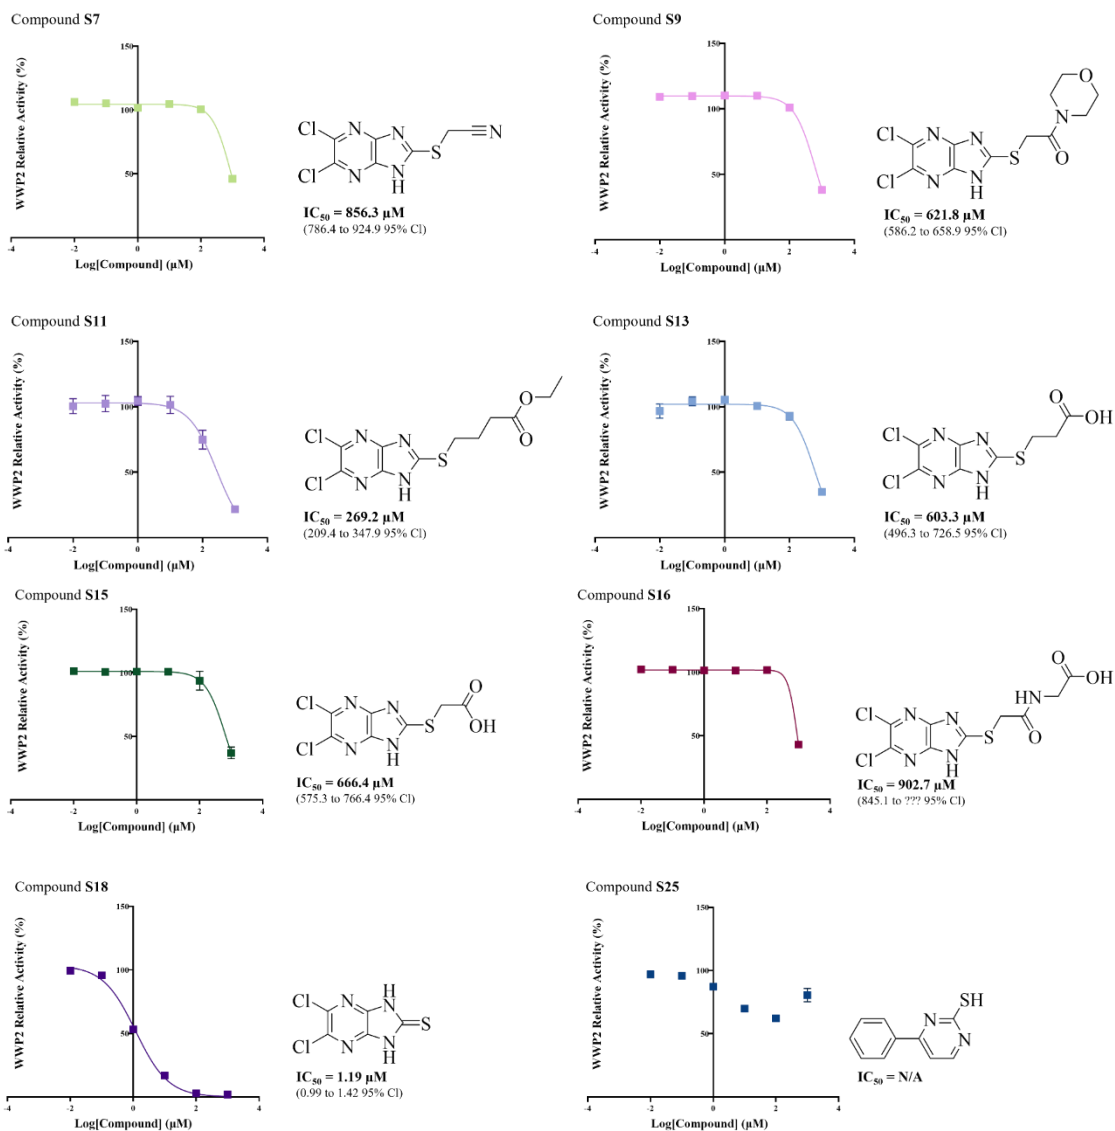 Compound S7
WWP2 Relative Activity (%)
150
100
50
-4
-2
0
2
4
Log[Compound] (µM)
Cl
Cl
N
N
N
N
H
S
N
IC50 = 856.3 µM
(786.4 to 924.9 95% Cl)
Compound S9
WWP2 Relative Activity (%)
150
100
50
-4
-2
0
2
4
Log[Compound] (µM)
Cl
Cl
N
N
N
N
H
S
O
N
O
IC50 = 621.8 µM
(586.2 to 658.9 95% Cl)
Compound S11
WWP2 Relative Activity (%)
150
100
50
-4
-2
0
2
4
Log[Compound] (µM)
Cl
Cl
N
N
N
N
H
S
O
O
IC50 = 269.2 µM
(209.4 to 347.9 95% Cl)
Compound S13
WWP2 Relative Activity (%)
150
100
50
-4
-2
0
2
4
Log[Compound] (µM)
Cl
Cl
N
N
N
N
H
S
O
OH
IC50 = 603.3 µM
(496.3 to 726.5 95% Cl)
Compound S15
WWP2 Relative Activity (%)
150
100
50
-4
-2
0
2
4
Log[Compound] (µM)
Cl
Cl
N
N
N
N
H
S
O
OH
IC50 = 666.4 µM
(575.3 to 766.4 95% Cl)
Compound S16
WWP2 Relative Activity (%)
150
100
50
-4
-2
0
2
4
Log[Compound] (µM)
Cl
Cl
N
N
N
N
H
S
O
HN
O
OH
IC50 = 902.7 µM
(845.1 to ??? 95% Cl)
Compound S18
WWP2 Relative Activity (%)
150
100
50
-4
-2
0
2
4
Log[Compound] (µM)
Cl
Cl
N
N
H
N
N
H
S
IC50 = 1.19 µM
(0.99 to 1.42 95% Cl)
Compound S25
WWP2 Relative Activity (%)
150
100
50
-4
-2
0
2
4
Log[Compound] (µM)
SH
N
N
IC50 = N/A